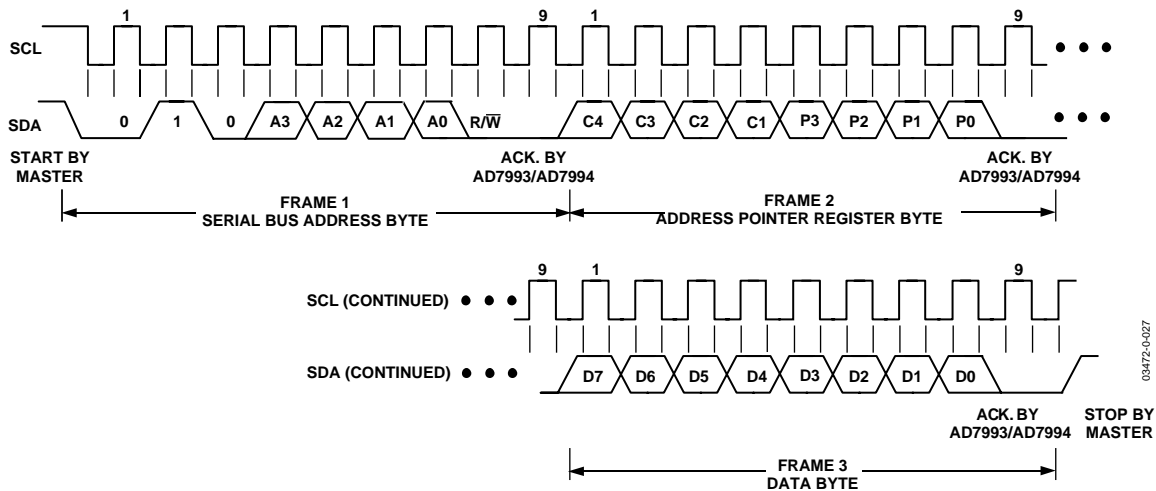 1 9 1 9
SCL
SDA 0 1 0 A3 A2 A1 A0 R/W̅ C4 C3 C2 C1 P3 P2 P1 P0
START BY MASTER
ACK. BY AD7993/AD7994
ACK. BY AD7993/AD7994
FRAME 1
SERIAL BUS ADDRESS BYTE
FRAME 2
ADDRESS POINTER REGISTER BYTE
9 1 9
SCL (CONTINUED)
SDA (CONTINUED) D7 D6 D5 D4 D3 D2 D1 D0
ACK. BY AD7993/AD7994
STOP BY MASTER
FRAME 3
DATA BYTE
03472-0-027